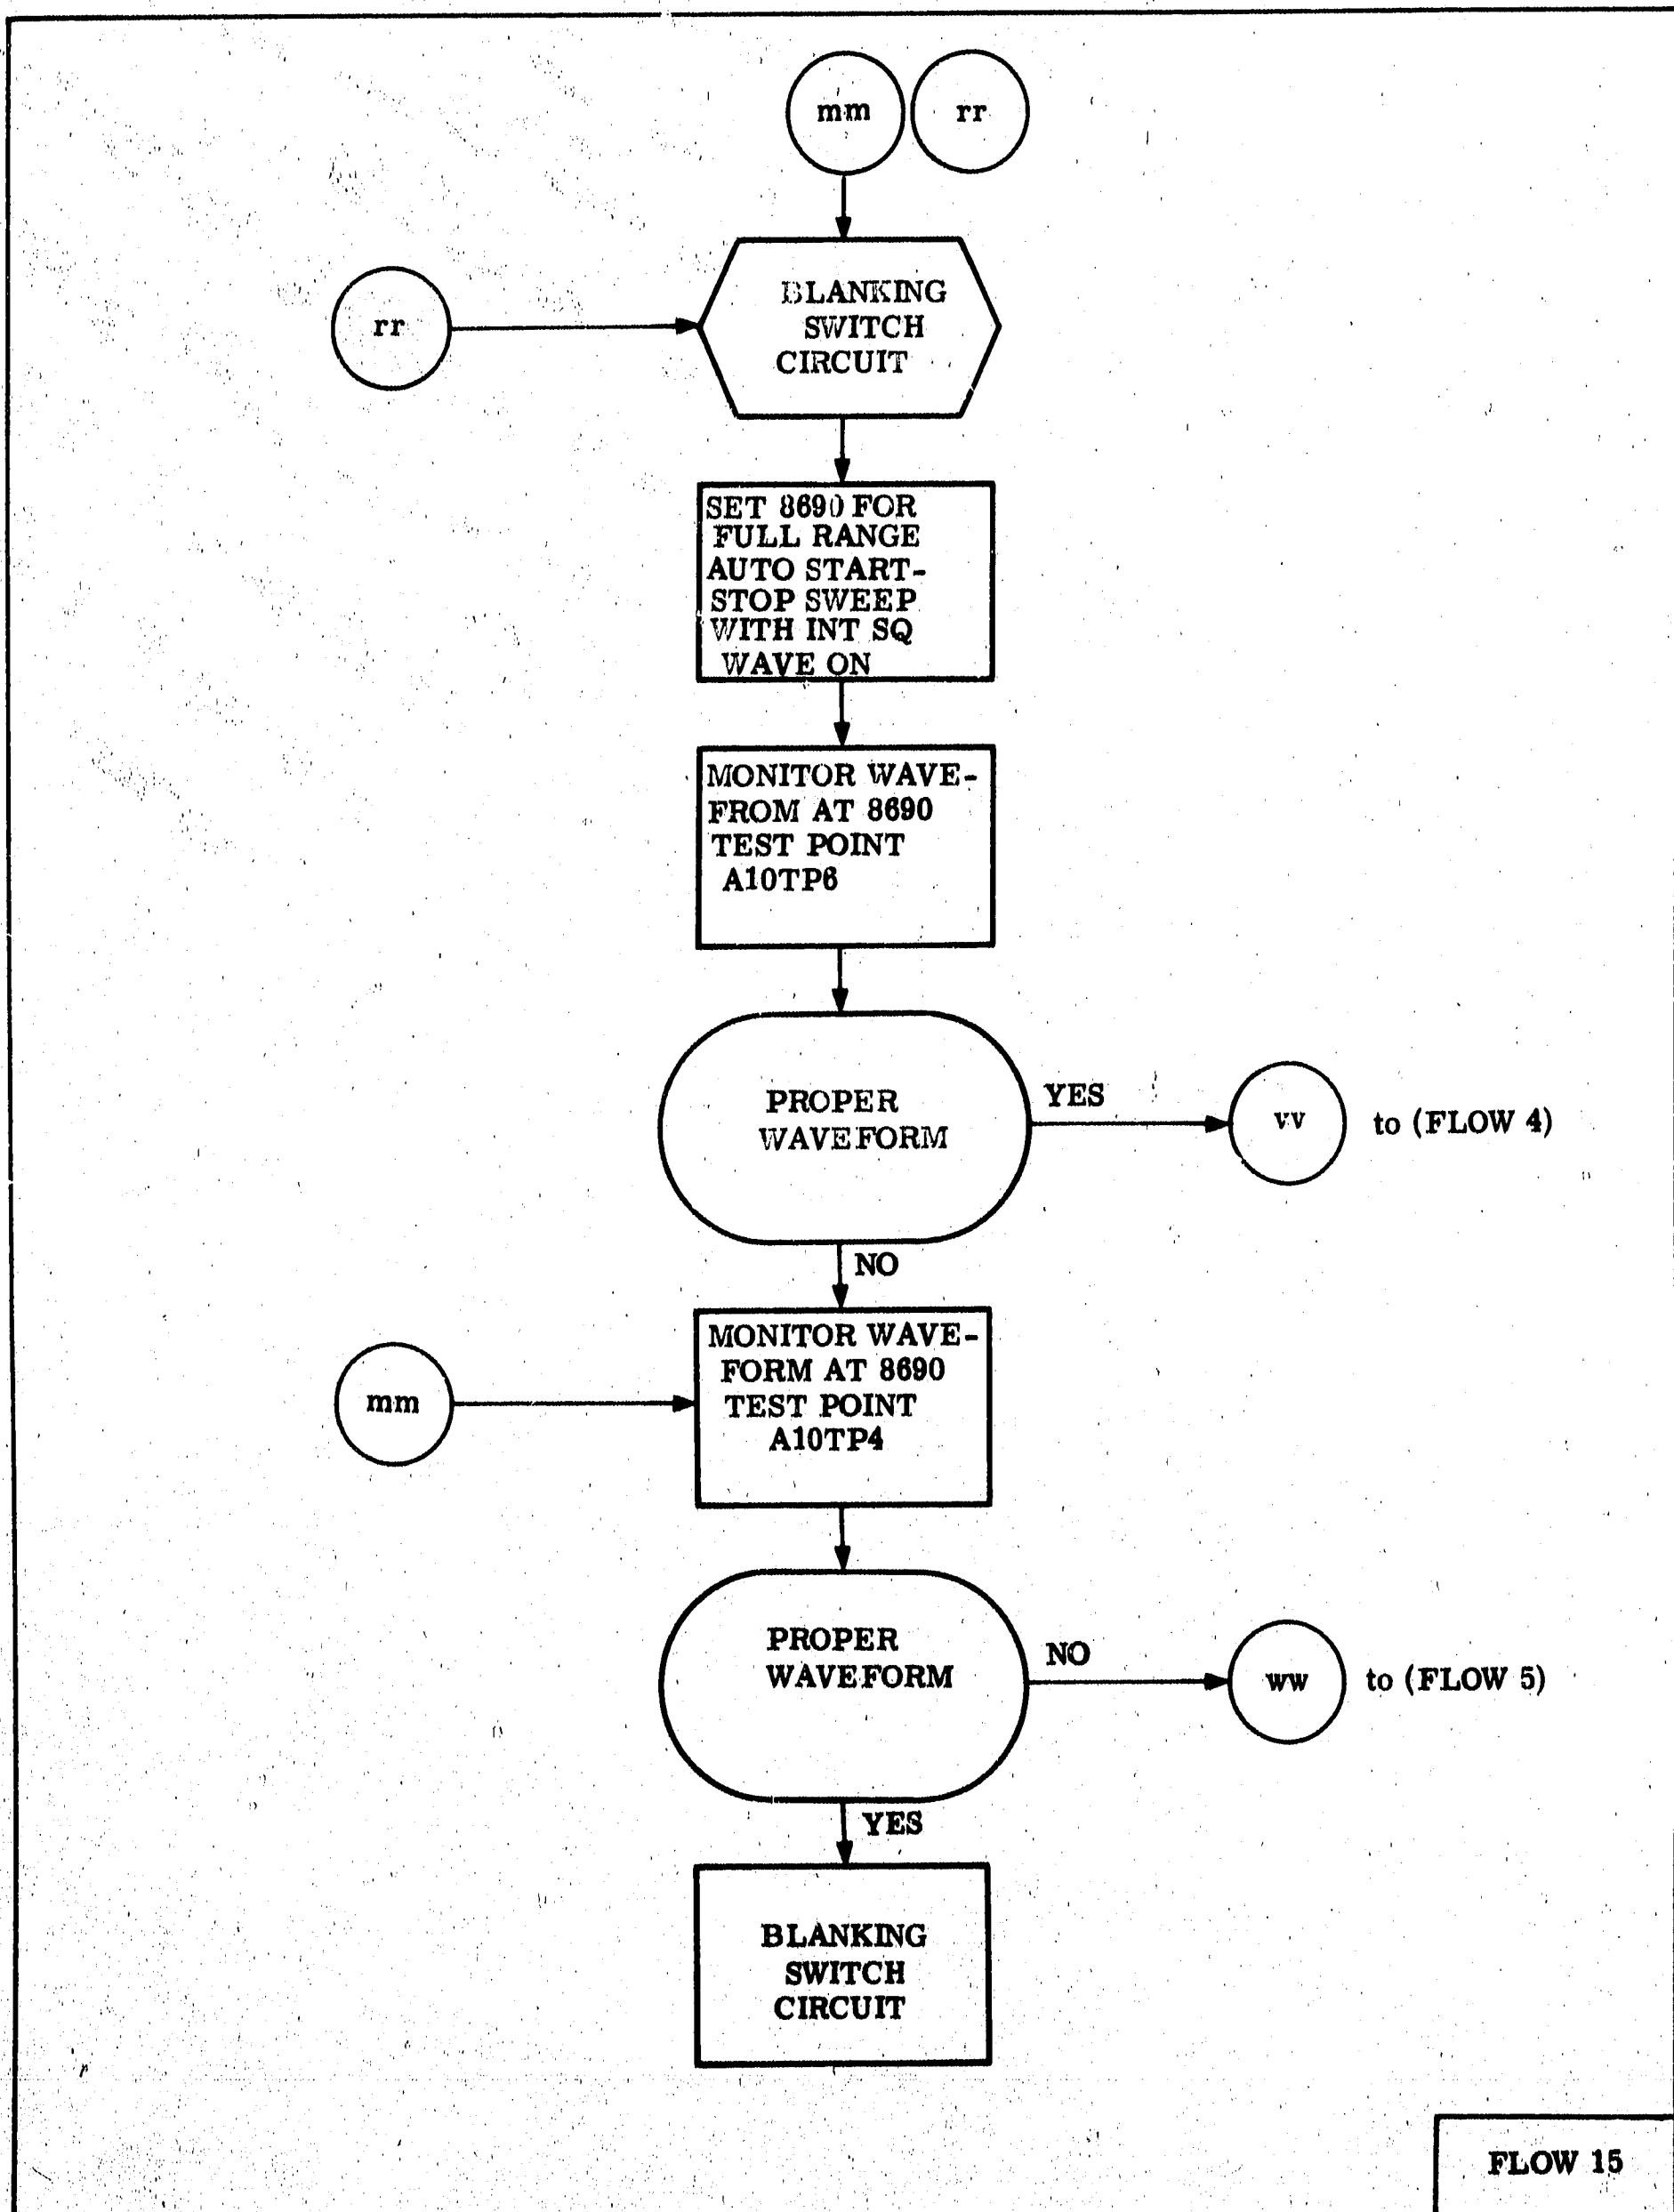 mm rr
rr
BLANKING
SWITCH
CIRCUIT
SET 8690 FOR
FULL RANGE
AUTO START-
STOP SWEEP
WITH INT SQ
WAVE ON
MONITOR WAVE-
FROM AT 8690
TEST POINT
A10TP6
PROPER
WAVEFORM
YES
vv to (FLOW 4)
NO
MONITOR WAVE-
FORM AT 8690
TEST POINT
A10TP4
mm
PROPER
WAVEFORM
NO
ww to (FLOW 5)
YES
BLANKING
SWITCH
CIRCUIT
FLOW 15